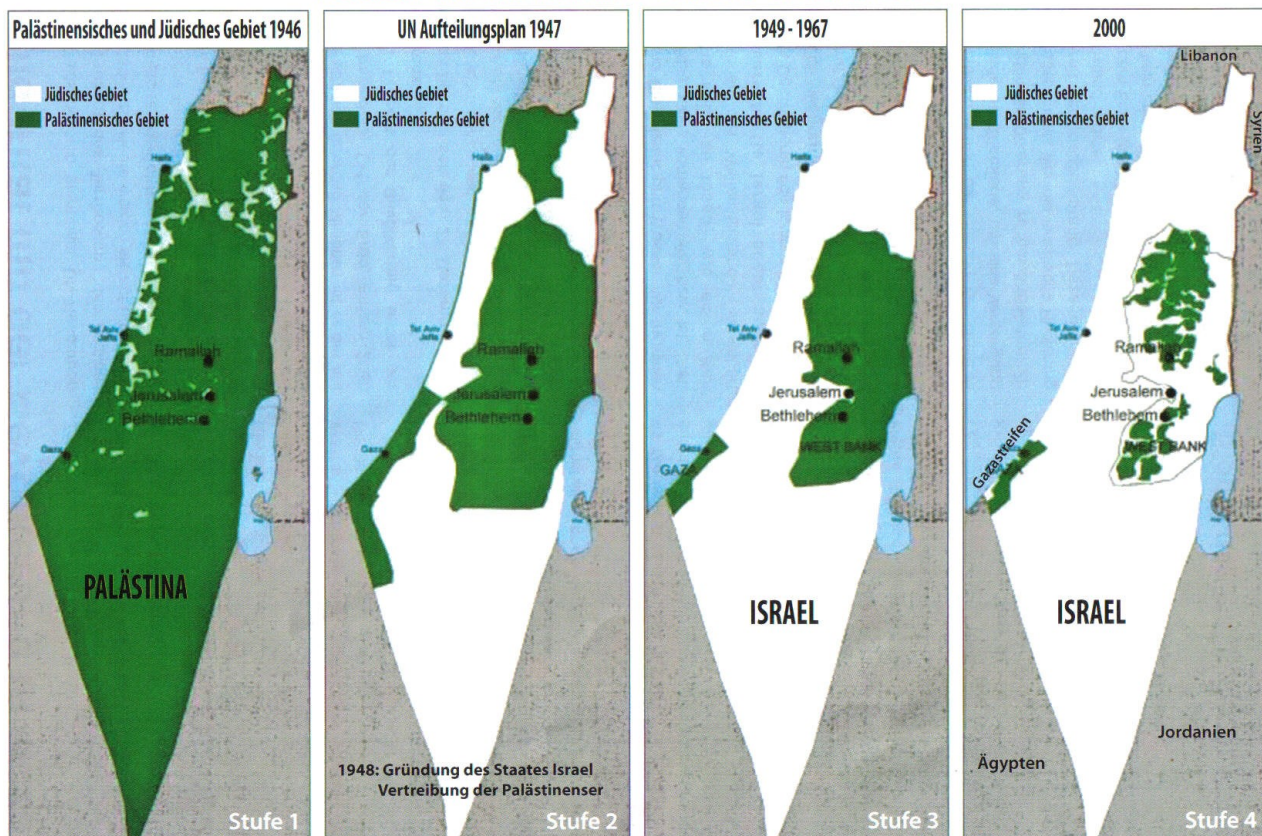 Palästinensisches und Jüdisches Gebiet 1946
Jüdisches Gebiet
Palästinensisches Gebiet
Haifa
Tel Aviv
Jaffa
Ramallah
Jerusalem
Bethlehem
Gaza
PALÄSTINA
Stufe 1
UN Aufteilungsplan 1947
Jüdisches Gebiet
Palästinensisches Gebiet
Haifa
Tel Aviv
Jaffa
Ramallah
Jerusalem
Bethlehem
Gaza
1948: Gründung des Staates Israel
Vertreibung der Palästinenser
Stufe 2
1949 - 1967
Jüdisches Gebiet
Palästinensisches Gebiet
Haifa
Tel Aviv
Jaffa
Ramallah
Jerusalem
Bethlehem
Gaza
GAZA
WEST BANK
ISRAEL
Stufe 3
2000
Libanon
Jüdisches Gebiet
Palästinensisches Gebiet
Syrien
Haifa
Tel Aviv
Jaffa
Ramallah
Jerusalem
Bethlehem
Gazastreifen
Gaza
GAZA
WEST BANK
ISRAEL
Jordanien
Ägypten
Stufe 4